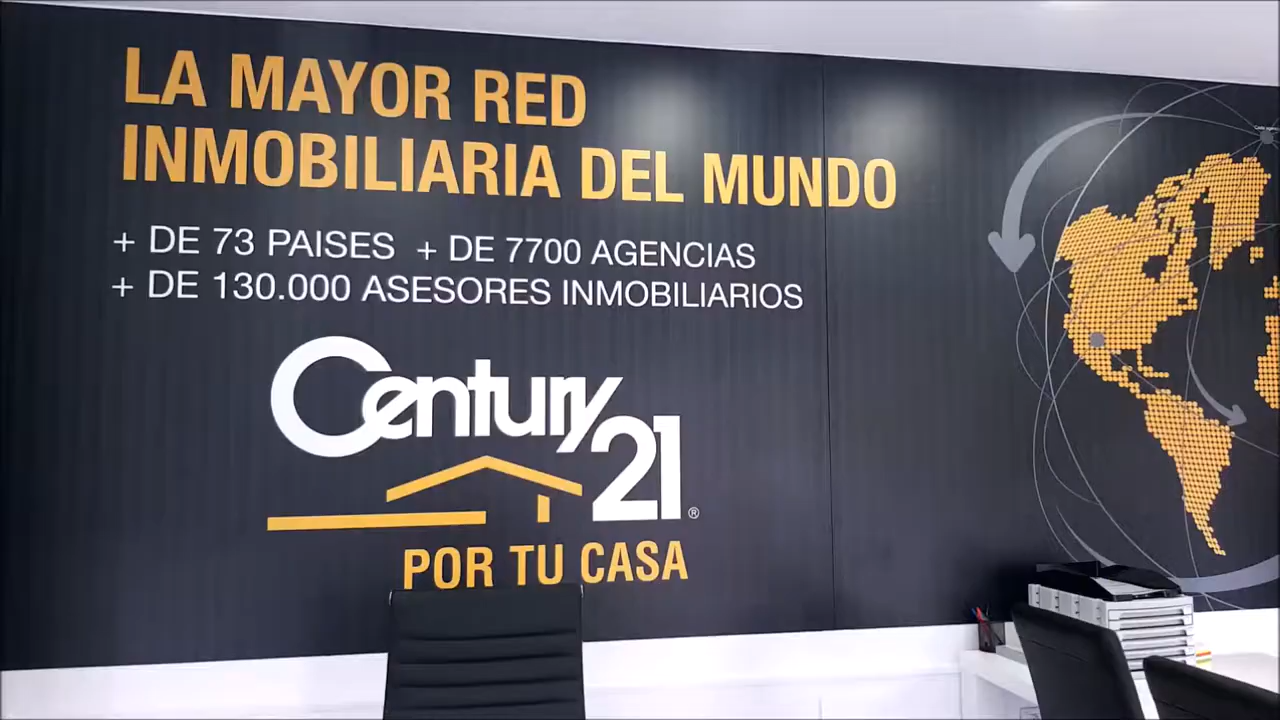 LA MAYOR RED
INMOBILIARIA DEL MUNDO
+ DE 73 PAISES + DE 7700 AGENCIAS
+ DE 130.000 ASESORES INMOBILIARIOS
Century
21®
POR TU CASA